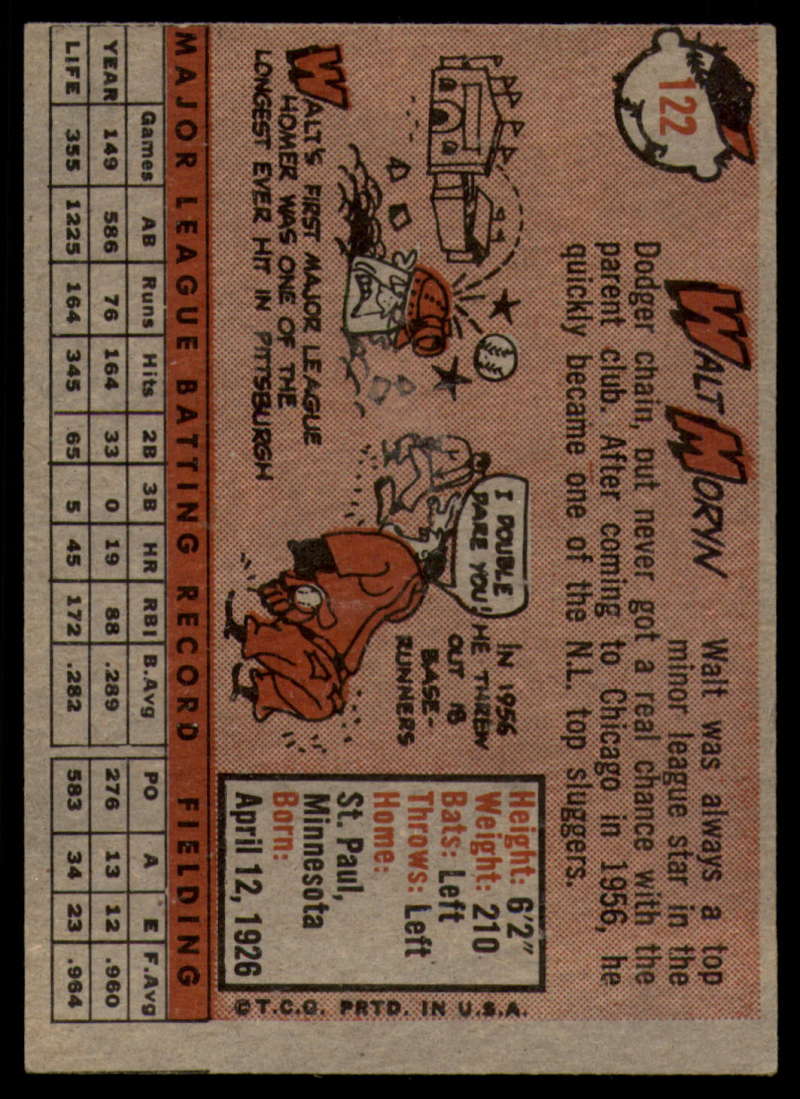 122
WALT MORYN
Walt was always a top
minor league star in the
Dodger chain, but never got a real chance with the
parent club. After coming to Chicago in 1956, he
quickly became one of the N.L. top sluggers.
WALT'S FIRST MAJOR LEAGUE
HOMER WAS ONE OF THE
LONGEST EVER HIT IN PITTSBURGH
I DOUBLE
DARE YOU!
IN 1956
HE THREW
OUT 18
BASE-
RUNNERS
Height: 6'2"
Weight: 210
Bats: Left
Throws: Left
Home:
St. Paul,
Minnesota
Born:
April 12, 1926
©T.C.G. PRTD. IN U.S.A.
MAJOR LEAGUE BATTING RECORD FIELDING
Games AB Runs Hits 2B 3B HR RBI B.Avg PO A E F.Avg
YEAR 149 586 76 164 33 0 19 88 .289 276 13 12 .960
LIFE 355 1225 164 345 65 5 45 172 .282 583 34 23 .964